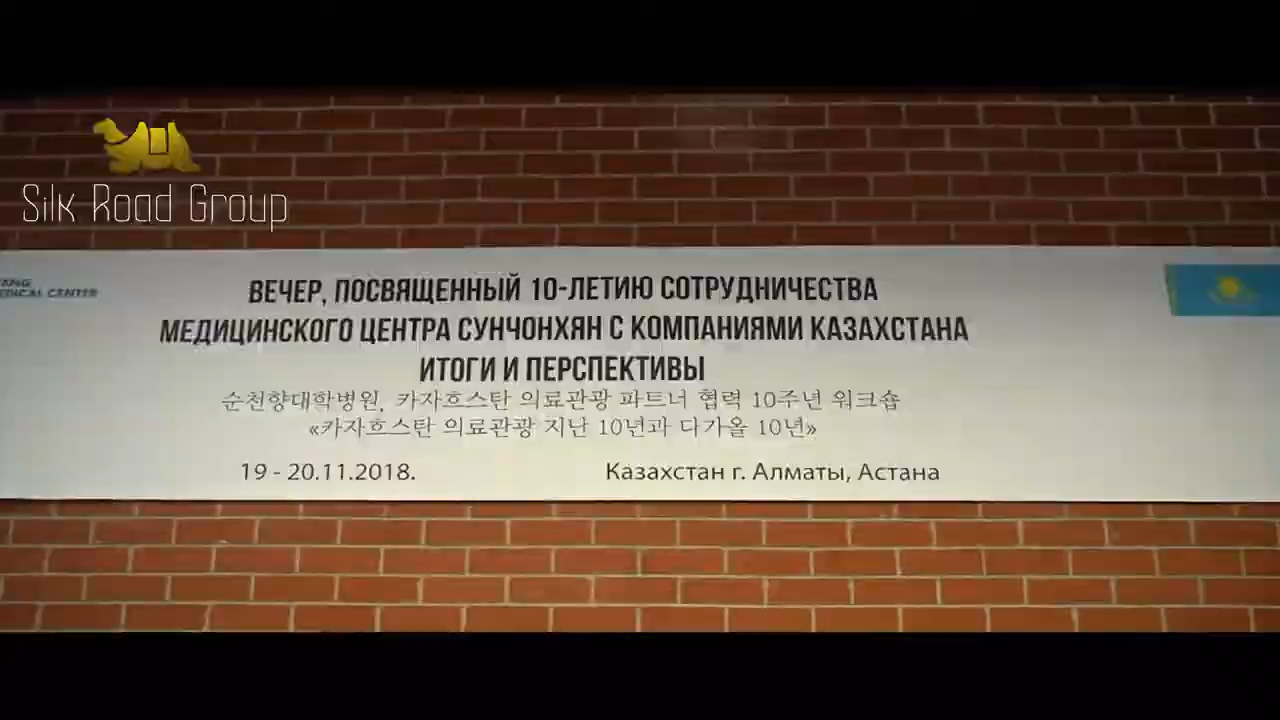 Silk Road Group
MEDICAL CENTER
ВЕЧЕР, ПОСВЯЩЕННЫЙ 10-ЛЕТИЮ СОТРУДНИЧЕСТВА
МЕДИЦИНСКОГО ЦЕНТРА СУНЧОНХЯН С КОМПАНИЯМИ КАЗАХСТАНА
ИТОГИ И ПЕРСПЕКТИВЫ
순천향대학병원, 카자흐스탄 의료관광 파트너 협력 10주년 워크숍
«카자흐스탄 의료관광 지난 10년과 다가올 10년»
19 - 20.11.2018. Казахстан г. Алматы, Астана